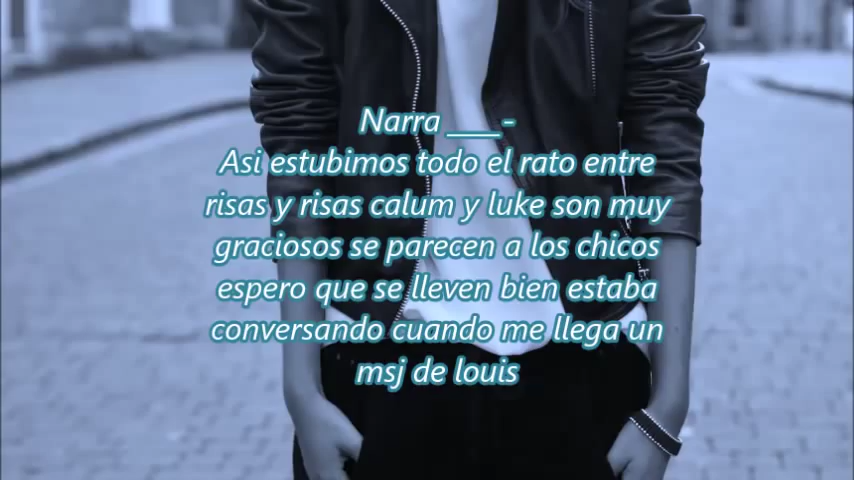 Narra ____-
Asi estubimos todo el rato entre
risas y risas calum y luke son muy
graciosos se parecen a los chicos
espero que se lleven bien estaba
conversando cuando me llega un
msj de louis